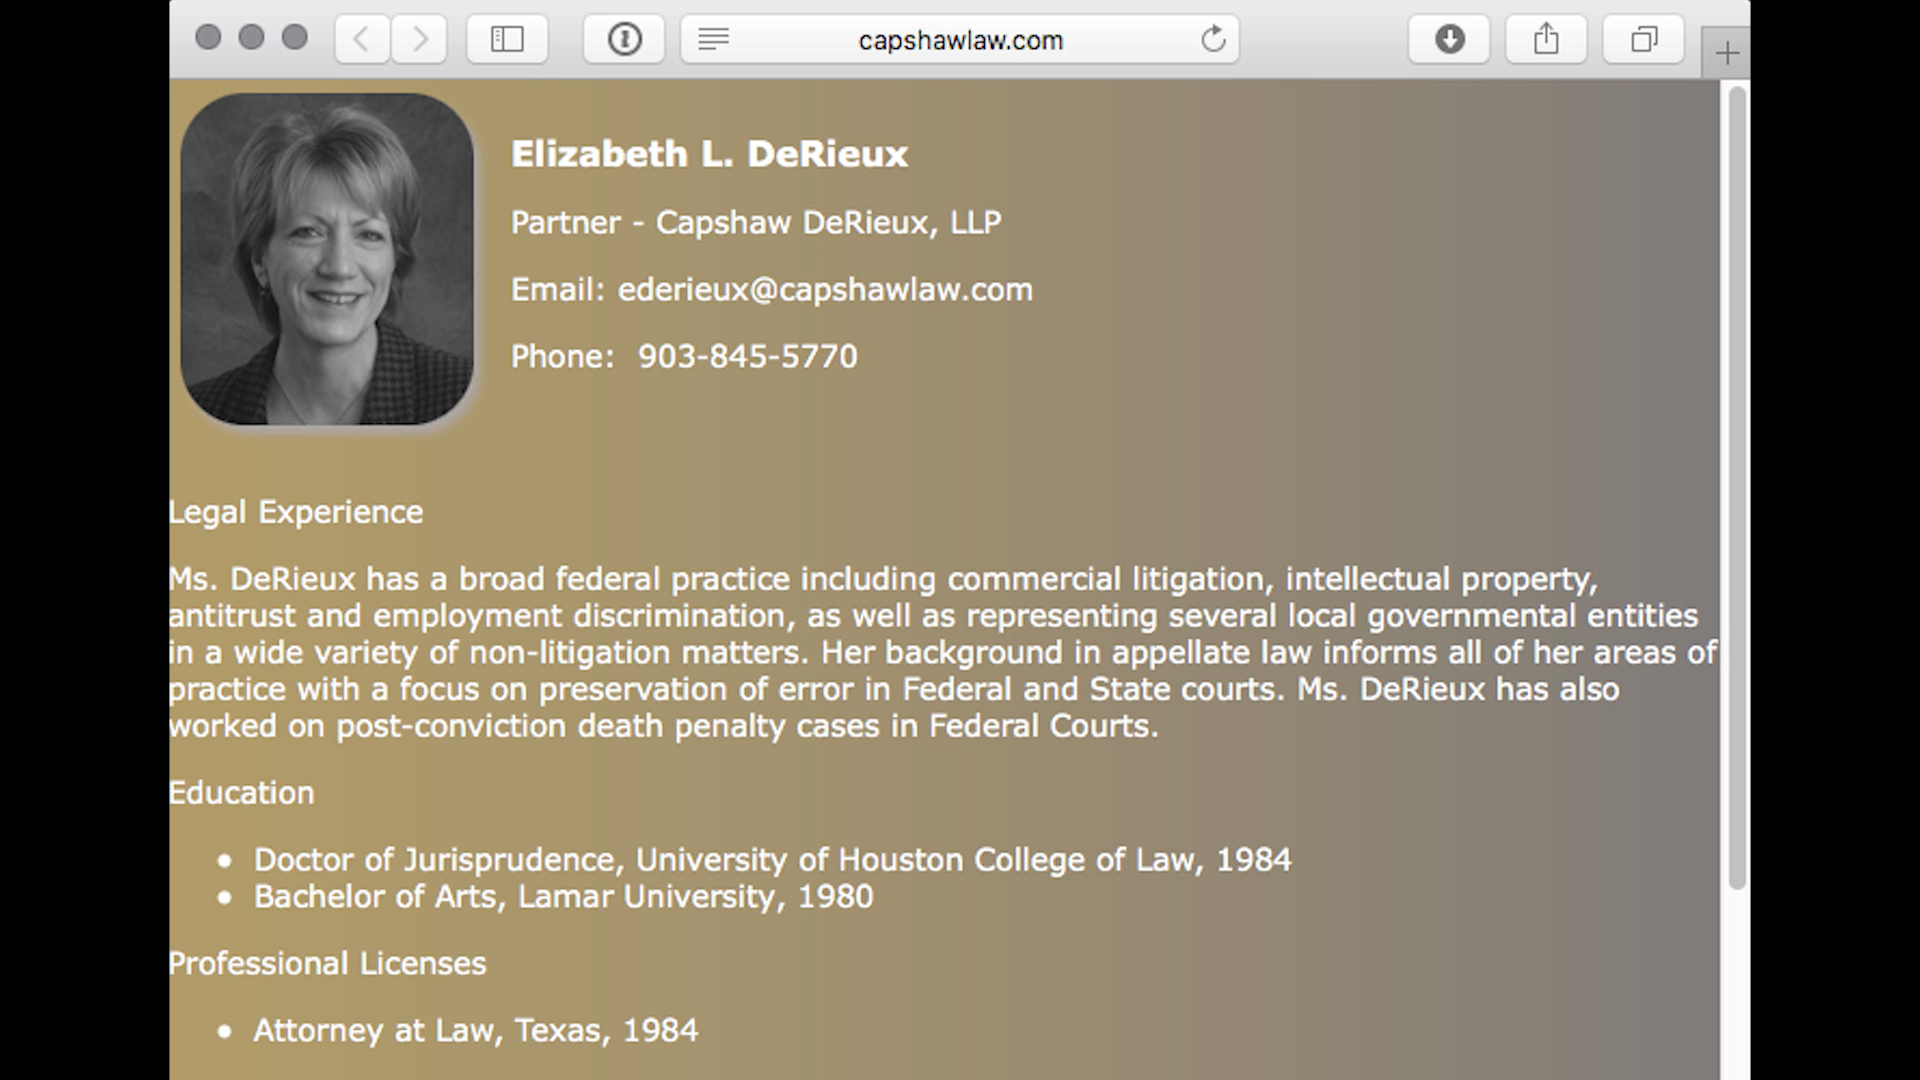 capshawlaw.com
Elizabeth L. DeRieux
Partner - Capshaw DeRieux, LLP
Email: ederieux@capshawlaw.com
Phone: 903-845-5770
Legal Experience
Ms. DeRieux has a broad federal practice including commercial litigation, intellectual property,
antitrust and employment discrimination, as well as representing several local governmental entities
in a wide variety of non-litigation matters. Her background in appellate law informs all of her areas of
practice with a focus on preservation of error in Federal and State courts. Ms. DeRieux has also
worked on post-conviction death penalty cases in Federal Courts.
Education
• Doctor of Jurisprudence, University of Houston College of Law, 1984
• Bachelor of Arts, Lamar University, 1980
Professional Licenses
• Attorney at Law, Texas, 1984